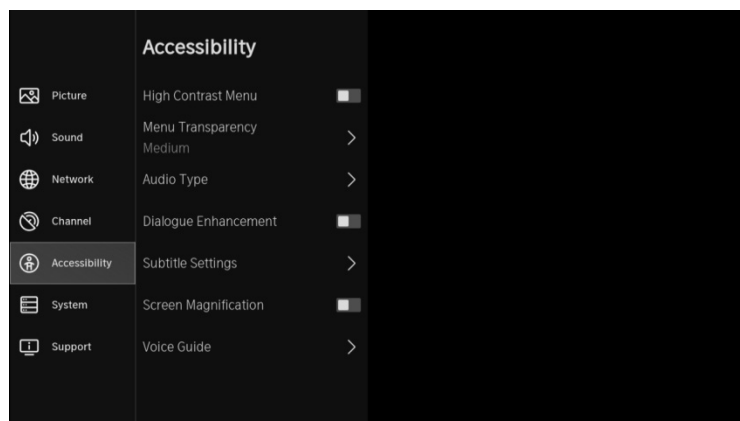 Accessibility
Picture
Sound
Network
Channel
Accessibility
System
Support
High Contrast Menu
Menu Transparency
Medium
Audio Type
Dialogue Enhancement
Subtitle Settings
Screen Magnification
Voice Guide